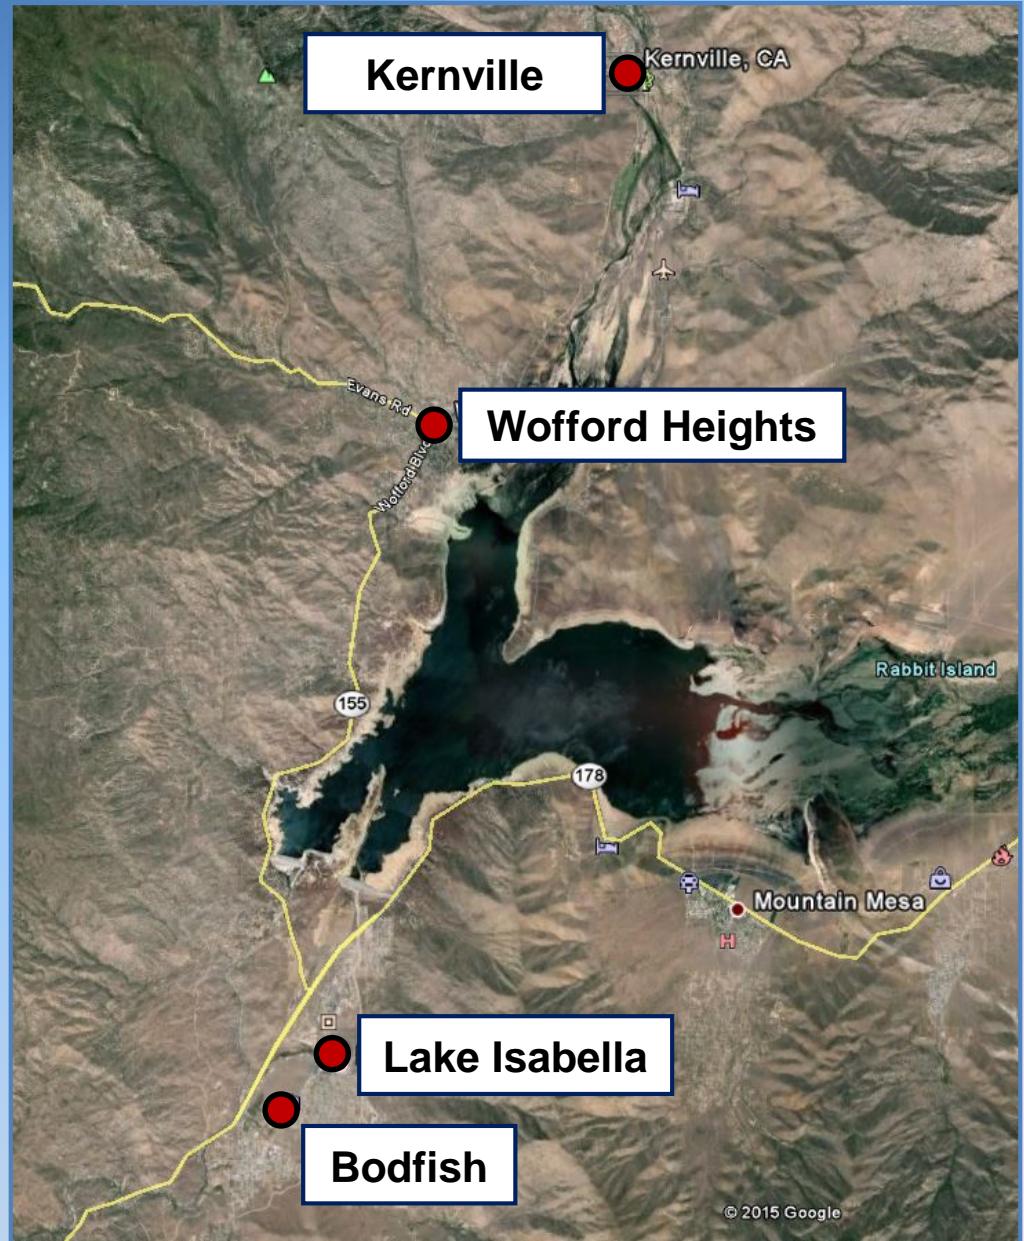 Kernville
Kernville, CA
Evans Rd
Wofford Heights
Wofford Blvd
Rabbit Island
155
178
Mountain Mesa
H
Lake Isabella
Bodfish
© 2015 Google